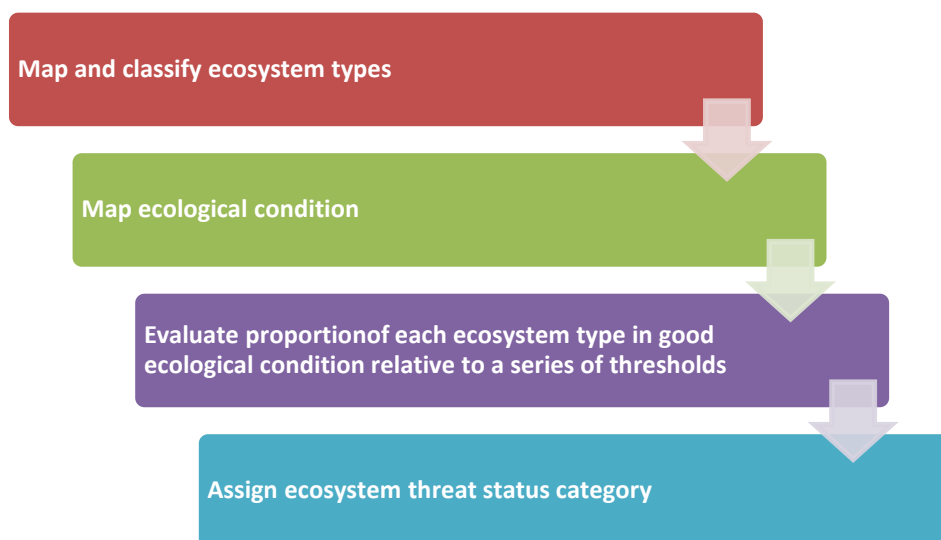 Map and classify ecosystem types
Map ecological condition
Evaluate proportionof each ecosystem type in good
ecological condition relative to a series of thresholds
Assign ecosystem threat status category